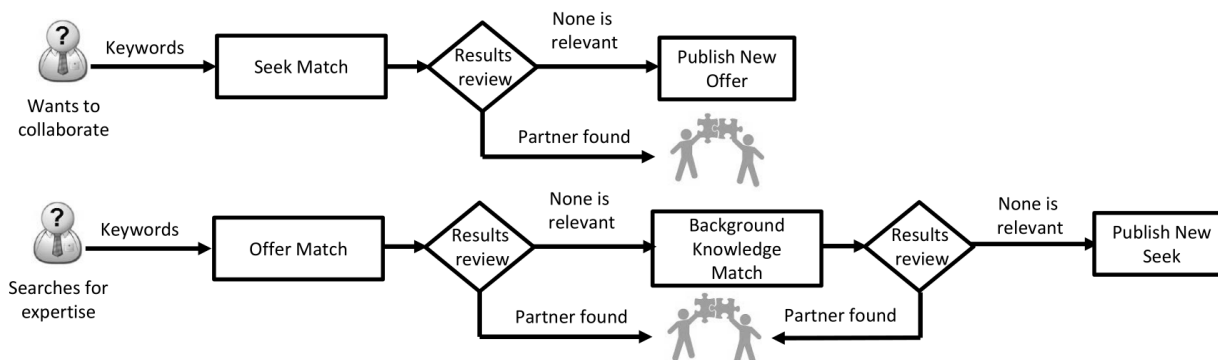 ?
Keywords
Wants to
collaborate
Seek Match
Results
review
None is
relevant
Publish New
Offer
Partner found
?
Keywords
Searches for
expertise
Offer Match
Results
review
None is
relevant
Partner found
Background
Knowledge
Match
Results
review
Partner found
None is
relevant
Publish New
Seek